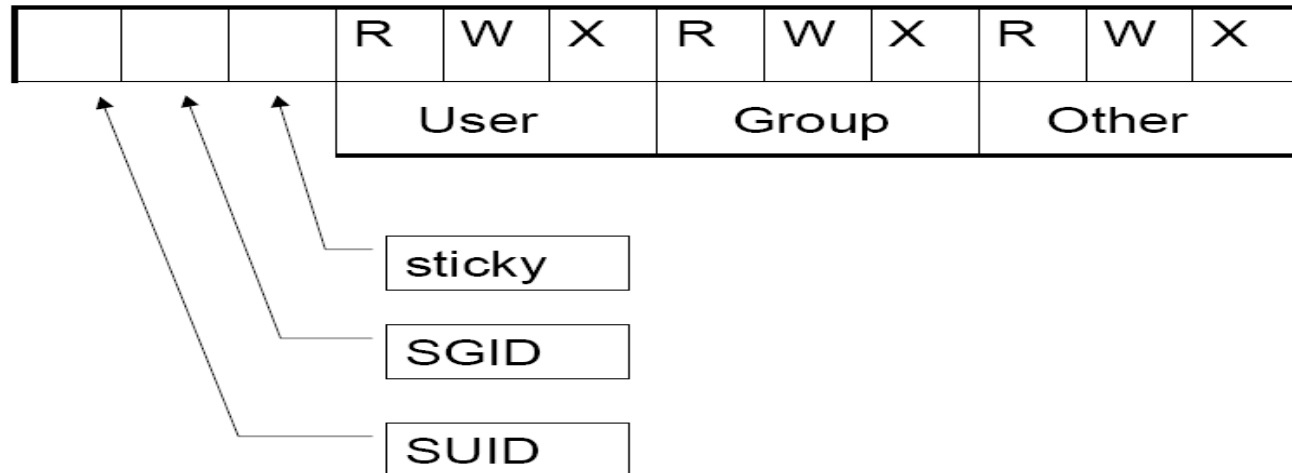 R W X R W X R W X
User Group Other
sticky
SGID
SUID